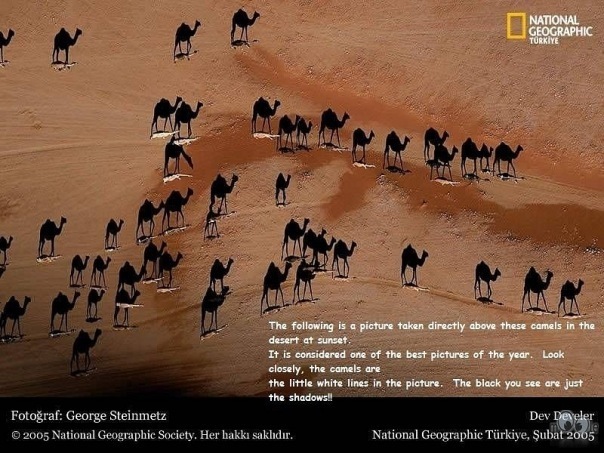 NATIONAL
GEOGRAPHIC
TÜRKİYE
The following is a picture taken directly above these camels in the
desert at sunset.
It is considered one of the best pictures of the year.  Look
closely, the camels are
the little white lines in the picture.  The black you see are just
the shadows!!
Fotoğraf: George Steinmetz
Dev Develer
© 2005 National Geographic Society. Her hakkı saklıdır.
National Geographic Türkiye, Şubat 2005